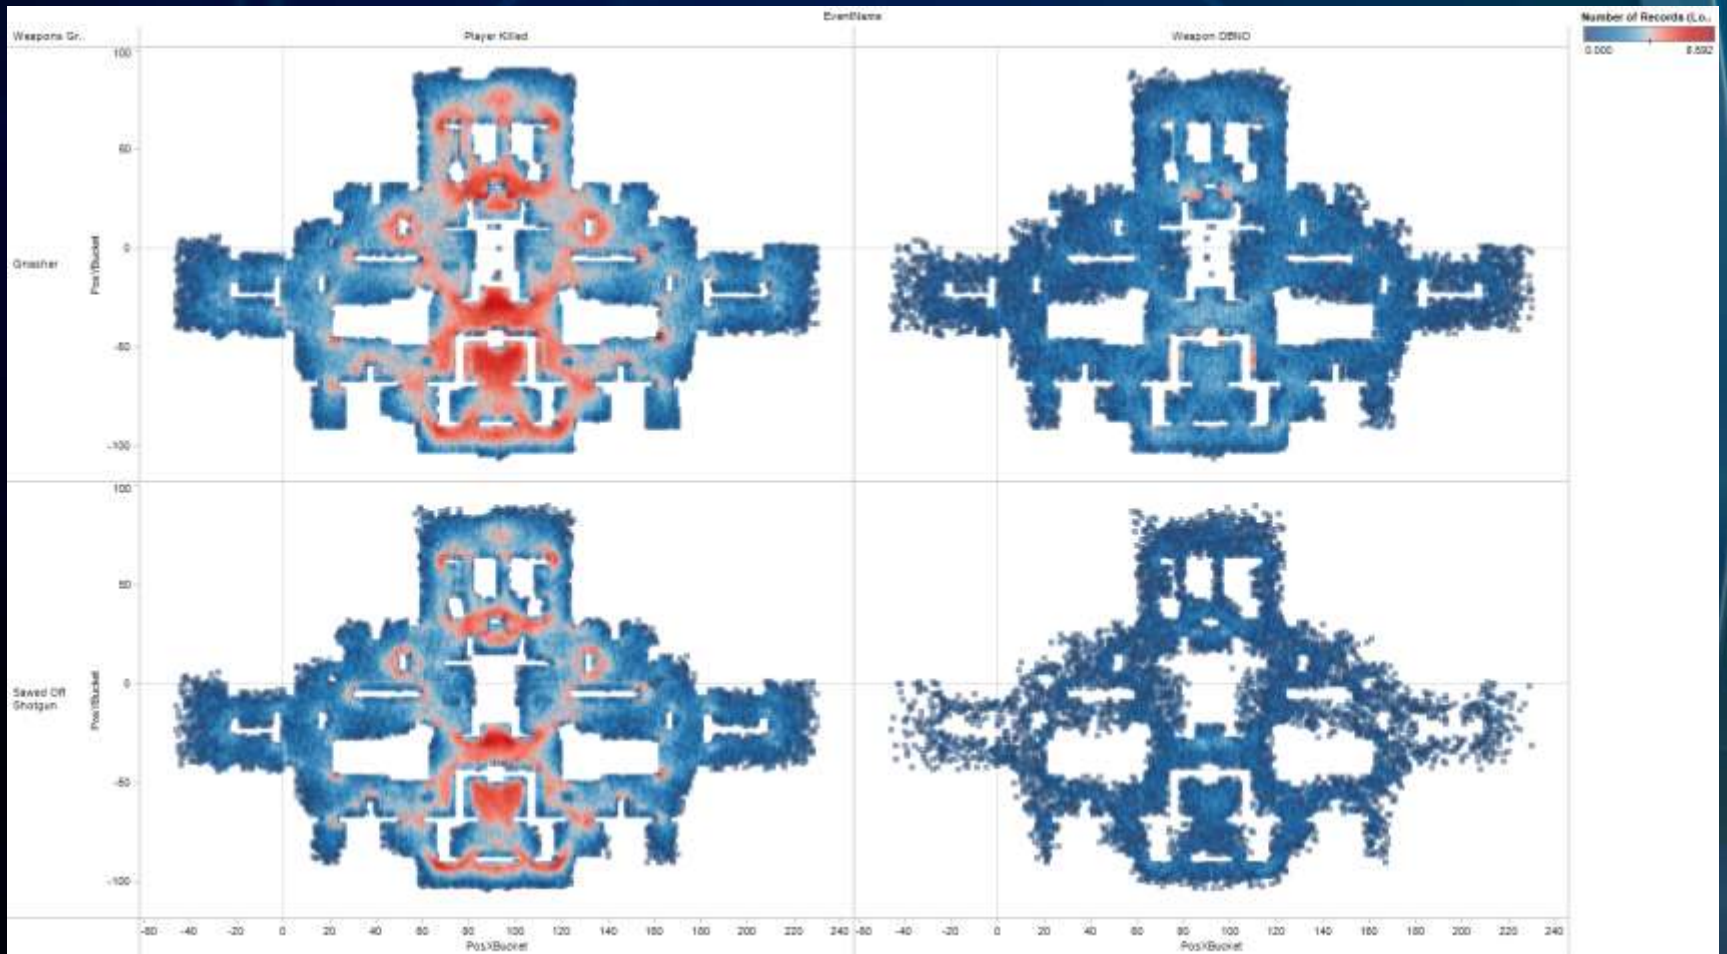 EventName
Weapons Gr..
Player Killed
Weapon DBNO
Number of Records (Lo..
0.000
8.592
Gnasher
PosYBucket
100
50
0
-50
-100
Sawed Off
Shotgun
PosYBucket
100
50
0
-50
-100
-60 -40 -20 0 20 40 60 80 100 120 140 160 180 200 220 240
PosXBucket
-60 -40 -20 0 20 40 60 80 100 120 140 160 180 200 220 240
PosXBucket